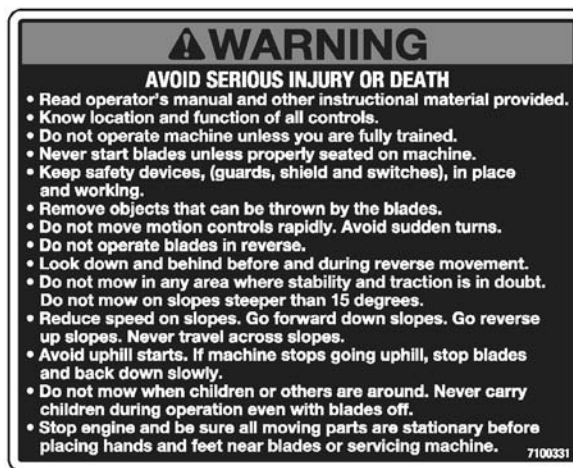 WARNING
AVOID SERIOUS INJURY OR DEATH
• Read operator's manual and other instructional material provided.
• Know location and function of all controls.
• Do not operate machine unless you are fully trained.
• Never start blades unless properly seated on machine.
• Keep safety devices, (guards, shield and switches), in place
and working.
• Remove objects that can be thrown by the blades.
• Do not move motion controls rapidly. Avoid sudden turns.
• Do not operate blades in reverse.
• Look down and behind before and during reverse movement.
• Do not mow in any area where stability and traction is in doubt.
Do not mow on slopes steeper than 15 degrees.
• Reduce speed on slopes. Go forward down slopes. Go reverse
up slopes. Never travel across slopes.
• Avoid uphill starts. If machine stops going uphill, stop blades
and back down slowly.
• Do not mow when children or others are around. Never carry
children during operation even with blades off.
• Stop engine and be sure all moving parts are stationary before
placing hands and feet near blades or servicing machine.
7100331